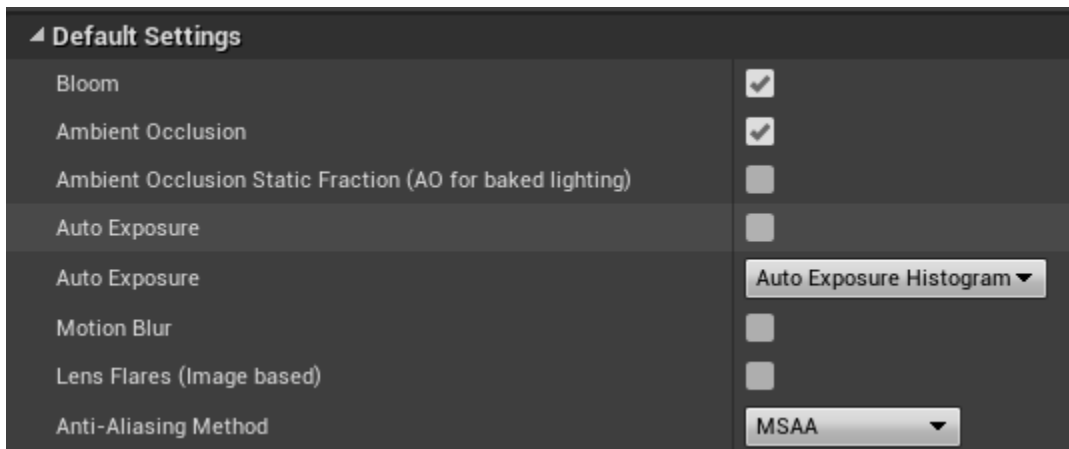 Default Settings
Bloom
Ambient Occlusion
Ambient Occlusion Static Fraction (AO for baked lighting)
Auto Exposure
Auto Exposure Auto Exposure Histogram
Motion Blur
Lens Flares (Image based)
Anti-Aliasing Method MSAA